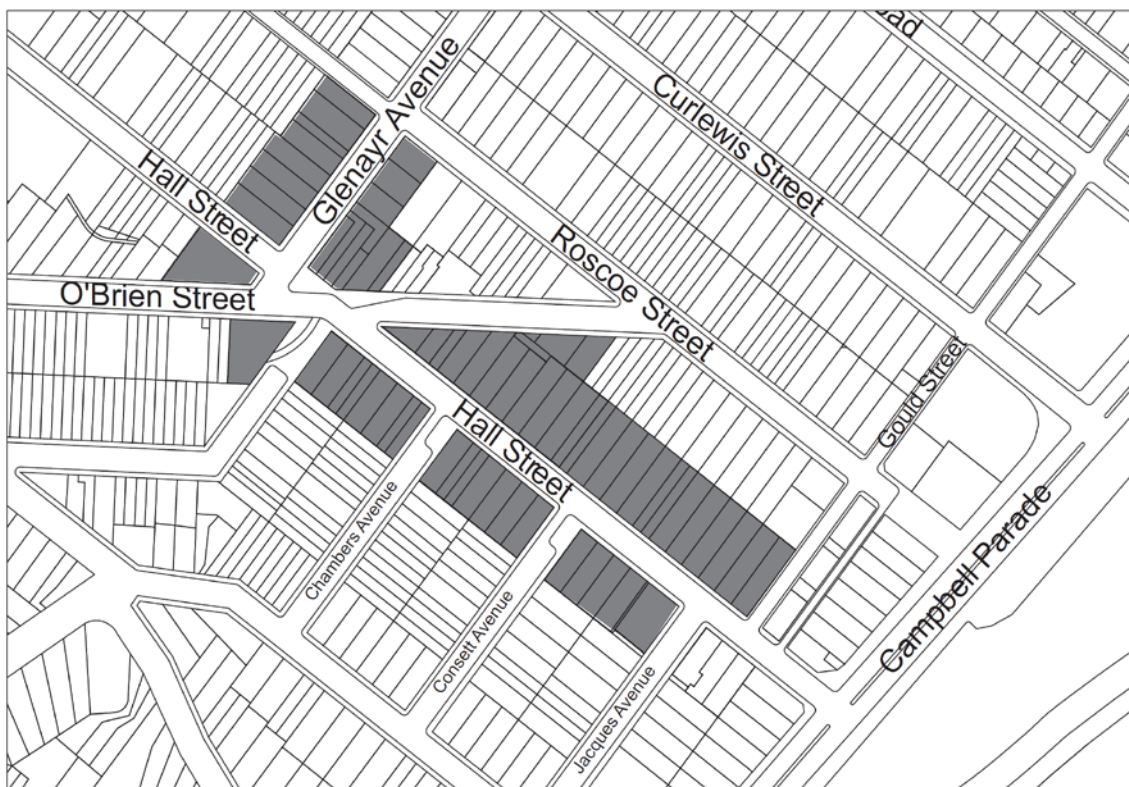 Curlewis Street
Glenayr Avenue
Hall Street
O'Brien Street
Roscoe Street
Gould Street
Hall Street
Chambers Avenue
Consett Avenue
Jacques Avenue
Campbell Parade